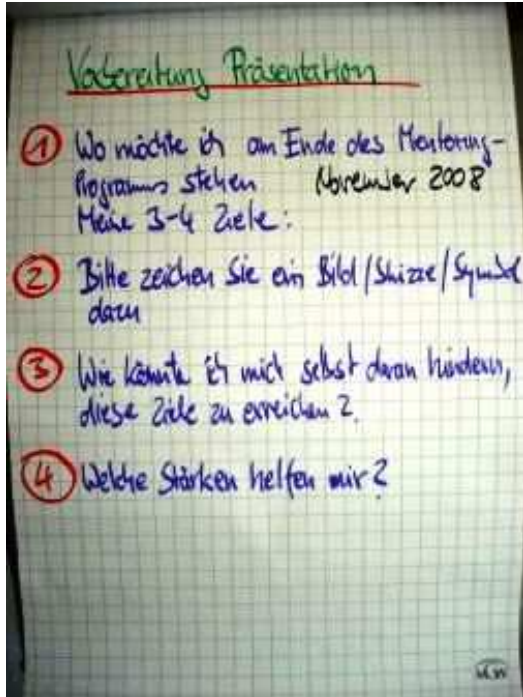 Vorbereitung Präsentation
1 Wo möchte ich am Ende des Mentoring-
Programms stehen November 2008
Meine 3-4 Ziele:
2 Bitte zeichen Sie ein Bild/Skizze/Symbol
dazu
3 Wie könnte ich mich selbst daran hindern,
diese Ziele zu erreichen?
4 Welche Stärken helfen mir?